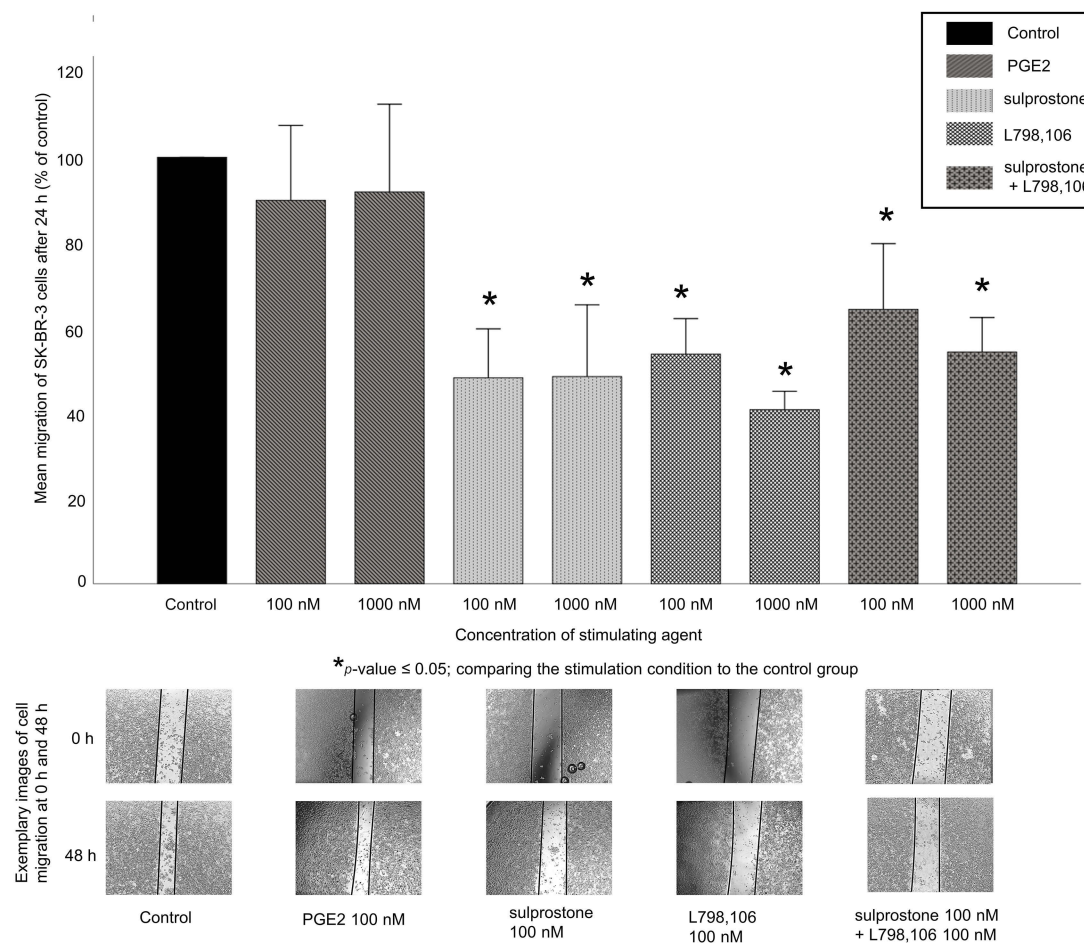 Control
PGE2
sulprostone
L798,106
sulprostone
+ L798,106
Mean migration of SK-BR-3 cells after 24 h (% of control)
120
100
80
60
40
20
0
*
*
*
*
*
*
Control
100 nM
1000 nM
100 nM
1000 nM
100 nM
1000 nM
100 nM
1000 nM
Concentration of stimulating agent
*p-value ≤ 0.05; comparing the stimulation condition to the control group
Exemplary images of cell
migration at 0 h and 48 h
0 h
48 h
Control
PGE2 100 nM
sulprostone
100 nM
L798,106
100 nM
sulprostone 100 nM
+ L798,106 100 nM